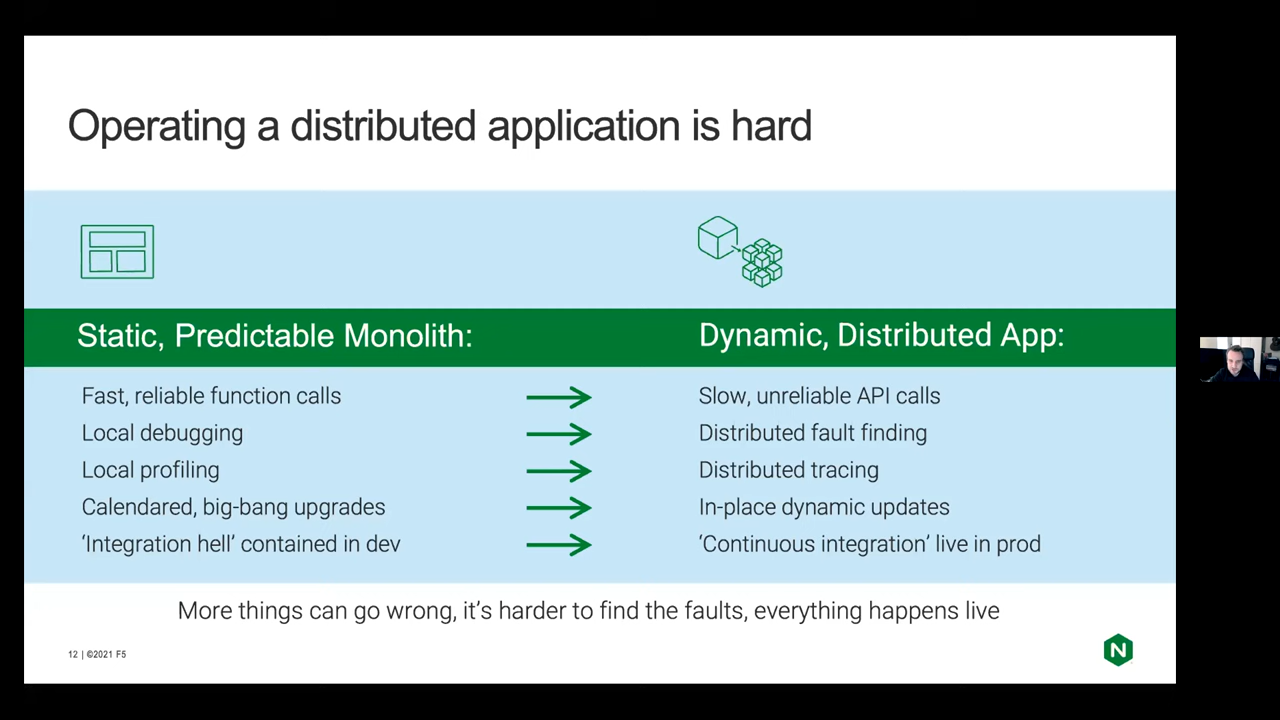 Operating a distributed application is hard
Static, Predictable Monolith:
Dynamic, Distributed App:
Fast, reliable function calls
Slow, unreliable API calls
Local debugging
Distributed fault finding
Local profiling
Distributed tracing
Calendared, big-bang upgrades
In-place dynamic updates
‘Integration hell’ contained in dev
‘Continuous integration’ live in prod
More things can go wrong, it’s harder to find the faults, everything happens live
12 | ©2021 F5
N